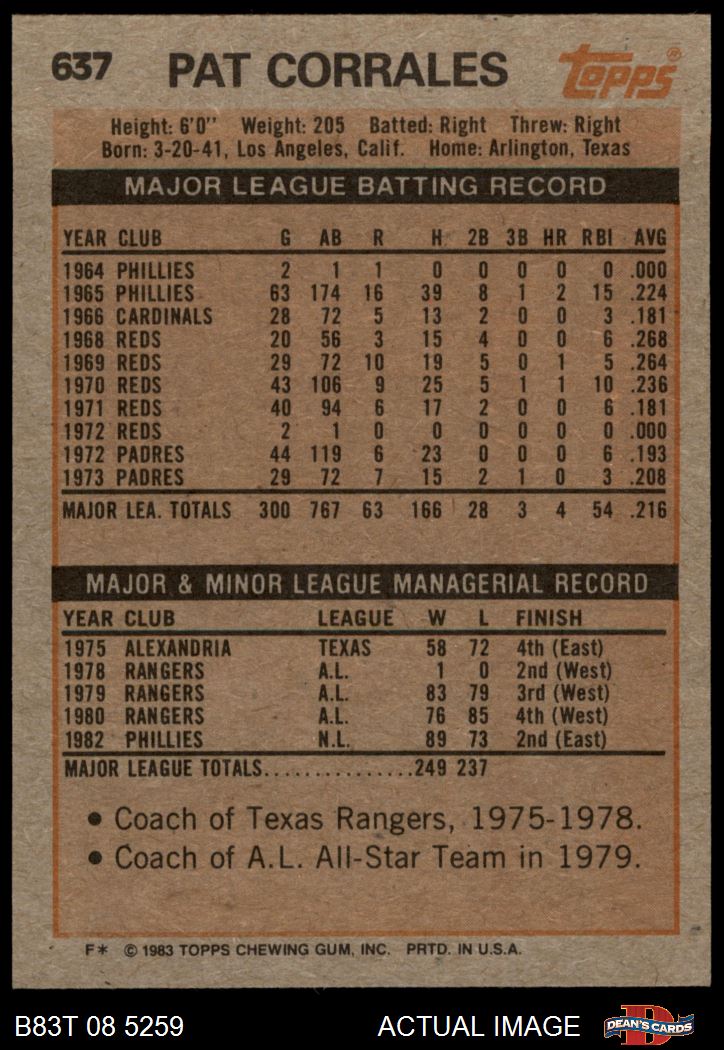 637 PAT CORRALES Topps®
Height: 6'0" Weight: 205 Batted: Right Threw: Right
Born: 3-20-41, Los Angeles, Calif. Home: Arlington, Texas
MAJOR LEAGUE BATTING RECORD
YEAR CLUB G AB R H 2B 3B HR RBI AVG
1964 PHILLIES 2 1 1 0 0 0 0 0 .000
1965 PHILLIES 63 174 16 39 8 1 2 15 .224
1966 CARDINALS 28 72 5 13 2 0 0 3 .181
1968 REDS 20 56 3 15 4 0 0 6 .268
1969 REDS 29 72 10 19 5 0 1 5 .264
1970 REDS 43 106 9 25 5 1 1 10 .236
1971 REDS 40 94 6 17 2 0 0 6 .181
1972 REDS 2 1 0 0 0 0 0 0 .000
1972 PADRES 44 119 6 23 0 0 0 6 .193
1973 PADRES 29 72 7 15 2 1 0 3 .208
MAJOR LEA. TOTALS 300 767 63 166 28 3 4 54 .216
MAJOR & MINOR LEAGUE MANAGERIAL RECORD
YEAR CLUB LEAGUE W L FINISH
1975 ALEXANDRIA TEXAS 58 72 4th (East)
1978 RANGERS A.L. 1 0 2nd (West)
1979 RANGERS A.L. 83 79 3rd (West)
1980 RANGERS A.L. 76 85 4th (West)
1982 PHILLIES N.L. 89 73 2nd (East)
MAJOR LEAGUE TOTALS...............249 237
• Coach of Texas Rangers, 1975-1978.
• Coach of A.L. All-Star Team in 1979.
F* © 1983 TOPPS CHEWING GUM, INC. PRTD. IN U.S.A.
B83T 08 5259 ACTUAL IMAGE D DEAN'S CARDS